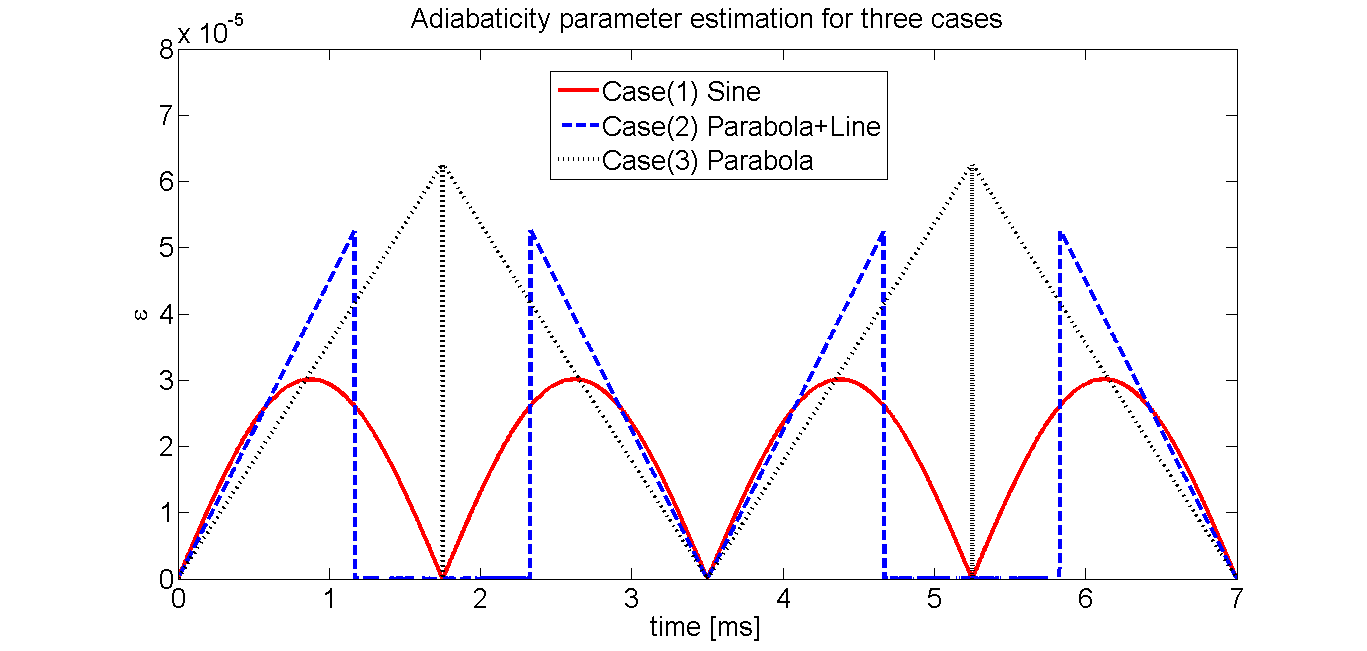 Adiabaticity parameter estimation for three cases
x 10^-5
8
7
6
5
4
3
2
1
0
ε
Case(1) Sine
Case(2) Parabola+Line
Case(3) Parabola
0 1 2 3 4 5 6 7
time [ms]